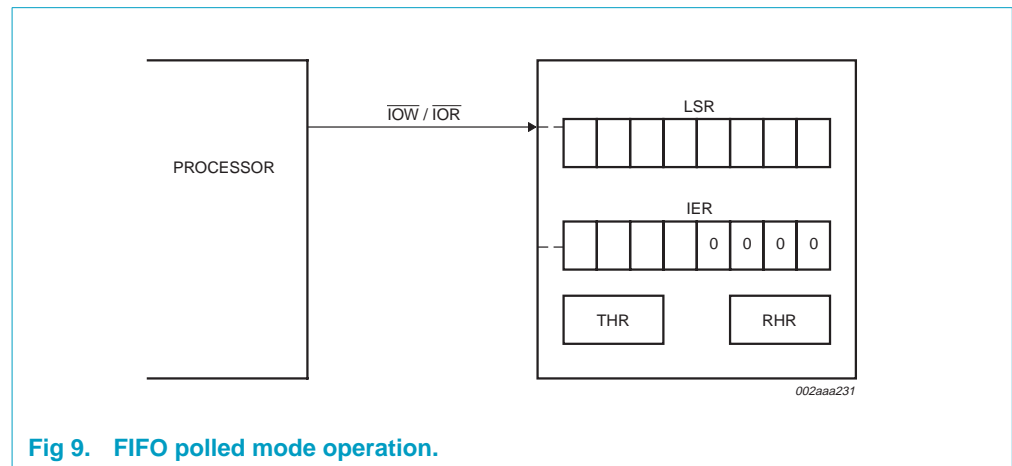 PROCESSOR
IOW / IOR
LSR
IER
0 0 0 0
THR
RHR
002aaa231
Fig 9. FIFO polled mode operation.